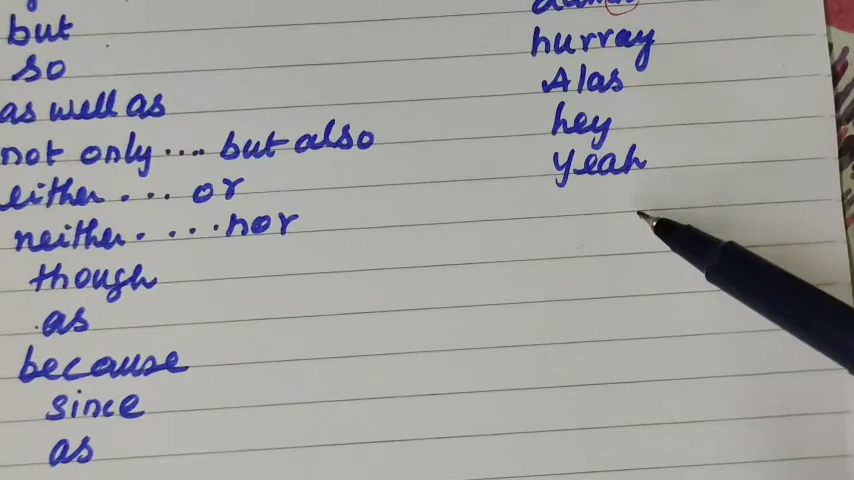 but
so
as well as
not only .... but also
either . . . . or
neither . . . . nor
though
as
because
since
as
hurray
Alas
hey
yeah